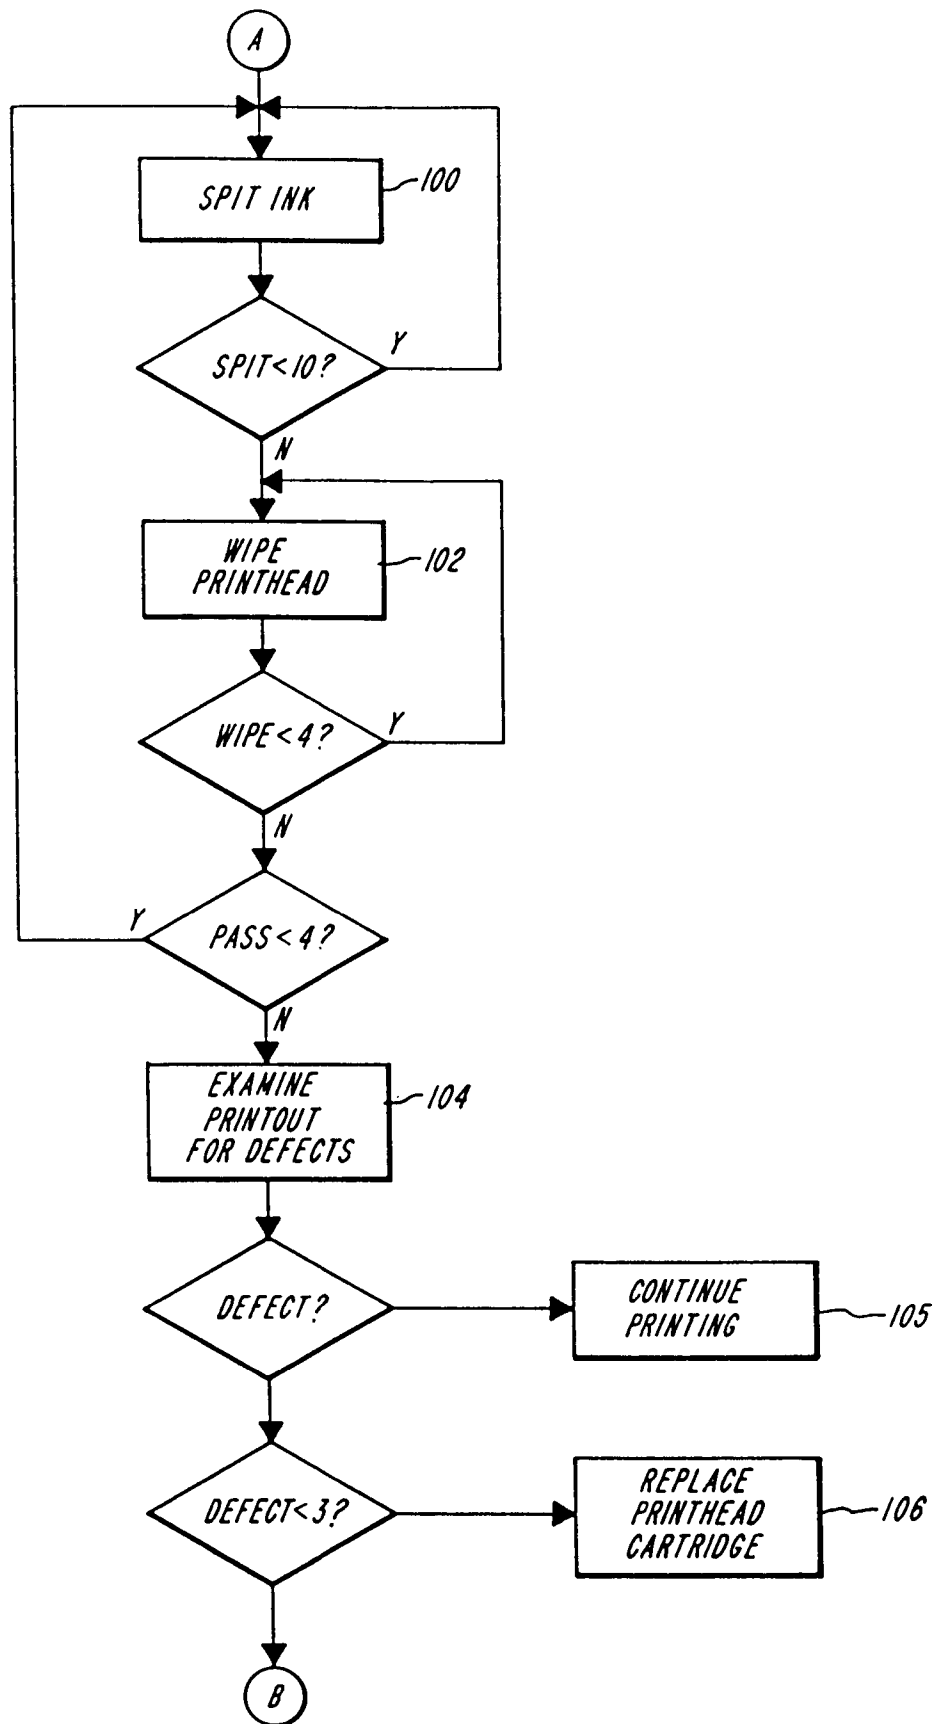 A
SPIT INK
100
SPIT<10?
Y
N
WIPE
PRINTHEAD
102
WIPE<4?
Y
N
PASS<4?
Y
N
EXAMINE
PRINTOUT
FOR DEFECTS
104
DEFECT?
CONTINUE
PRINTING
105
DEFECT<3?
REPLACE
PRINTHEAD
CARTRIDGE
106
B